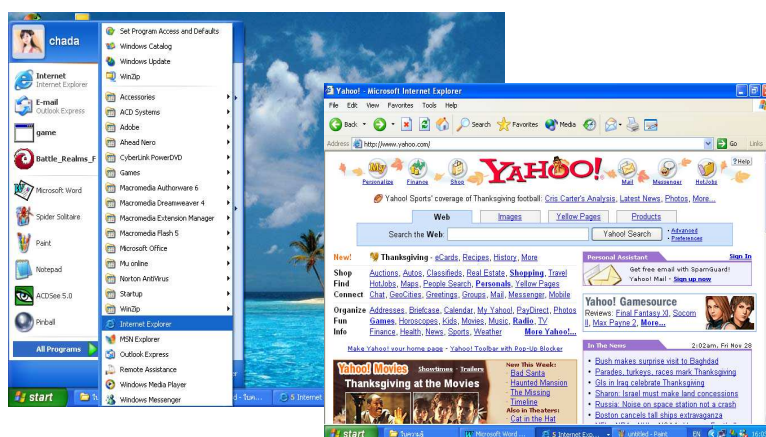 chada
Internet
Internet Explorer
E-mail
Outlook Express
game
Battle_Realms_F
Microsoft Word
Spider Solitaire
Paint
Notepad
ACDSee 5.0
Pinball
All Programs
start
Set Program Access and Defaults
Windows Catalog
Windows Update
WinZip
Accessories
ACD Systems
Adobe
Ahead Nero
CyberLink PowerDVD
Games
Macromedia Authorware 6
Macromedia Dreamweaver 4
Macromedia Extension Manager
Macromedia Flash 5
Microsoft Office
Mu online
Norton AntiVirus
Startup
WinZip
Internet Explorer
MSN Explorer
Outlook Express
Remote Assistance
Windows Media Player
Windows Messenger
5 Internet
Yahoo! - Microsoft Internet Explorer
File Edit View Favorites Tools Help
Back Search Favorites Media
Address http://www.yahoo.com/ Go Links
My YAHOO! ?Help
Personalize Finance Shop Mail Messenger HotJobs
Yahoo! Sports' coverage of Thanksgiving football: Cris Carter's Analysis, Latest News, Photos, More...
Web Images Yellow Pages Products
Search the Web: Yahoo! Search · Advanced
· Preferences
New! Thanksgiving - eCards, Recipes, History, More
Shop Auctions, Autos, Classifieds, Real Estate, Shopping, Travel
Find HotJobs, Maps, People Search, Personals, Yellow Pages
Connect Chat, GeoCities, Greetings, Groups, Mail, Messenger, Mobile
Organize Addresses, Briefcase, Calendar, My Yahoo!, PayDirect, Photos
Fun Games, Horoscopes, Kids, Movies, Music, Radio, TV
Info Finance, Health, News, Sports, Weather More Yahoo!...
Make Yahoo! your home page - Yahoo! Toolbar with Pop-Up Blocker
Yahoo! Movies Showtimes · Trailers
Thanksgiving at the Movies
New This Week:
· Bad Santa
· Haunted Mansion
· The Missing
· Timeline
Also in Theaters:
· Cat in the Hat
Personal Assistant Sign In
Get free email with SpamGuard!
Yahoo! Mail - Sign up now
Yahoo! Gamesource
Reviews: Final Fantasy XI, Socom
II, Max Payne 2, More...
In The News 2:02am, Fri Nov 28
• Bush makes surprise visit to Baghdad
• Parades, turkeys, races mark Thanksgiving
• GIs in Iraq celebrate Thanksgiving
• Sharon: Israel must make land concessions
• Russia: Noise on space station not a crash
• Boston cancels tall ships extravaganza
start Microsoft Word ... 5 Internet Exp... untitled - Paint EN